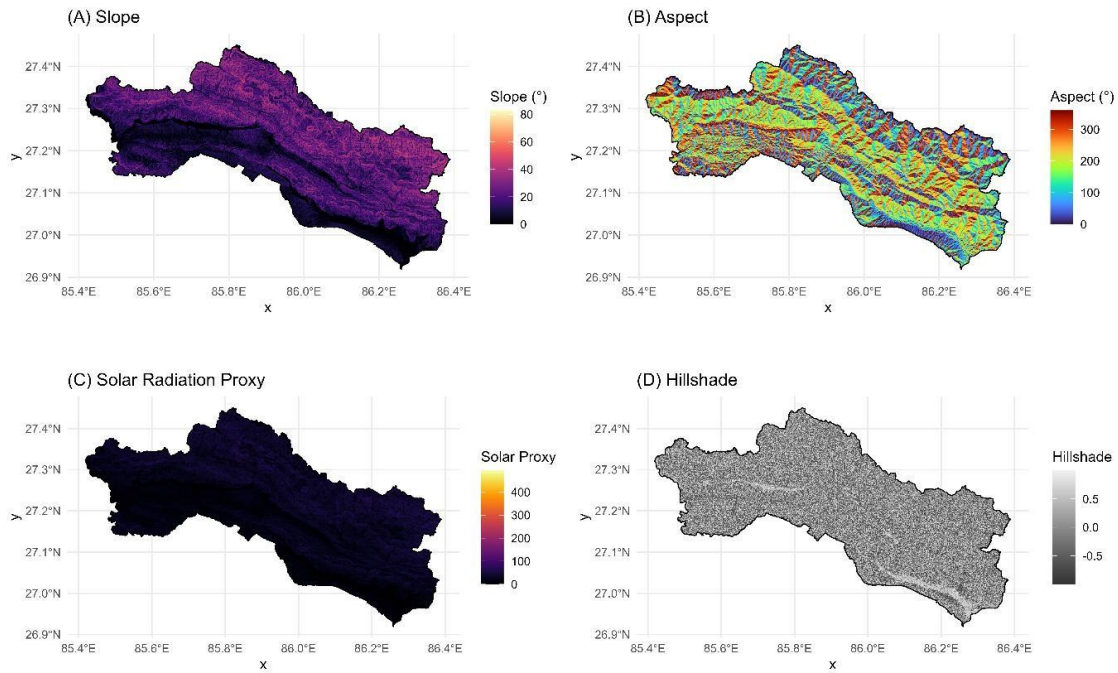 (A) Slope
27.4°N
27.3°N
27.2°N
27.1°N
27.0°N
26.9°N
y
85.4°E 85.6°E 85.8°E 86.0°E 86.2°E 86.4°E
x
Slope (°)
80
60
40
20
0
(B) Aspect
27.4°N
27.3°N
27.2°N
27.1°N
27.0°N
26.9°N
y
85.4°E 85.6°E 85.8°E 86.0°E 86.2°E 86.4°E
x
Aspect (°)
300
200
100
0
(C) Solar Radiation Proxy
27.4°N
27.3°N
27.2°N
27.1°N
27.0°N
26.9°N
y
85.4°E 85.6°E 85.8°E 86.0°E 86.2°E 86.4°E
x
Solar Proxy
400
300
200
100
0
(D) Hillshade
27.4°N
27.3°N
27.2°N
27.1°N
27.0°N
26.9°N
y
85.4°E 85.6°E 85.8°E 86.0°E 86.2°E 86.4°E
x
Hillshade
0.5
0.0
-0.5